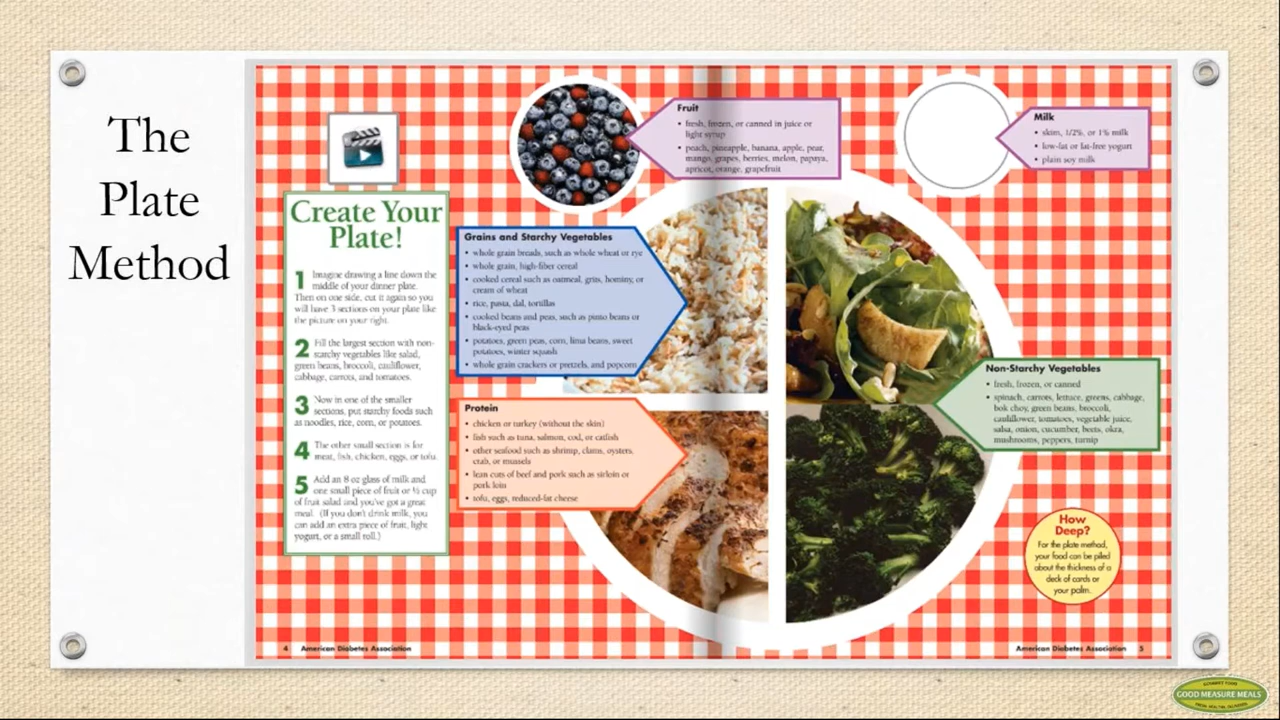 The
Plate
Method
Create Your
Plate!
1 Imagine drawing a line down the
middle of your dinner plate.
Then on one side, cut it again so you
will have 3 sections on your plate like
the picture on your right.
2 Fill the largest section with non-
starchy vegetables like salad,
green beans, broccoli, cauliflower,
cabbage, carrots, and tomatoes.
3 Now in one of the smaller
sections, put starchy foods such
as noodles, rice, corn, or potatoes.
4 The other small section is for
meat, fish, chicken, eggs, or tofu.
5 Add an 8 oz glass of milk and
one small piece of fruit or ½ cup
of fruit salad and you've got a great
meal. (If you don't drink milk, you
can add an extra piece of fruit, light
yogurt, or a small roll.)
Fruit
• fresh, frozen, or canned in juice or
light syrup
• peach, pineapple, banana, apple, pear,
mango, grapes, berries, melon, papaya,
apricot, orange, grapefruit
Milk
• skim, 1/2%, or 1% milk
• low-fat or fat-free yogurt
• plain soy milk
Grains and Starchy Vegetables
• whole grain breads, such as whole wheat or rye
• whole grain, high-fiber cereal
• cooked cereal such as oatmeal, grits, hominy, or
cream of wheat
• rice, pasta, dal, tortillas
• cooked beans and peas, such as pinto beans or
black-eyed peas
• potatoes, green peas, corn, lima beans, sweet
potatoes, winter squash
• whole grain crackers or pretzels, and popcorn
Protein
• chicken or turkey (without the skin)
• fish such as tuna, salmon, cod, or catfish
• other seafood such as shrimp, clams, oysters,
crab, or mussels
• lean cuts of beef and pork such as sirloin or
pork loin
• tofu, eggs, reduced-fat cheese
Non-Starchy Vegetables
• fresh, frozen, or canned
• spinach, carrots, lettuce, greens, cabbage,
bok choy, green beans, broccoli,
cauliflower, tomatoes, vegetable juice,
salsa, onion, cucumber, beets, okra,
mushrooms, peppers, turnip
How
Deep?
For the plate method,
your food can be piled
about the thickness of a
deck of cards or
your palm.
4 American Diabetes Association
American Diabetes Association 5
GOURMET FOOD
GOOD MEASURE MEALS